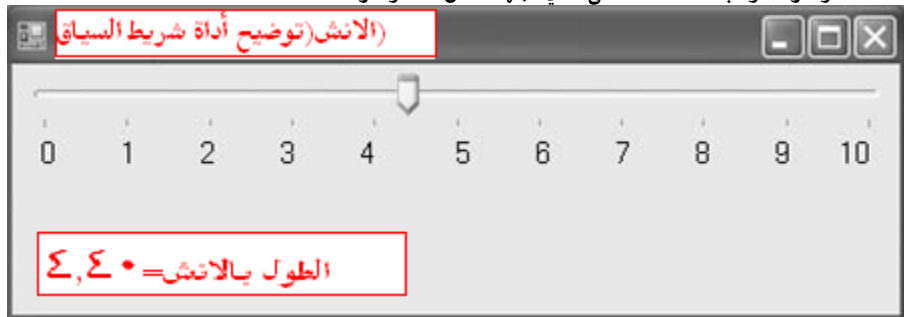 (الانش(توضيح أداة شريط السياق
0 1 2 3 4 5 6 7 8 9 10
الطول بالانش=٤,٤٠